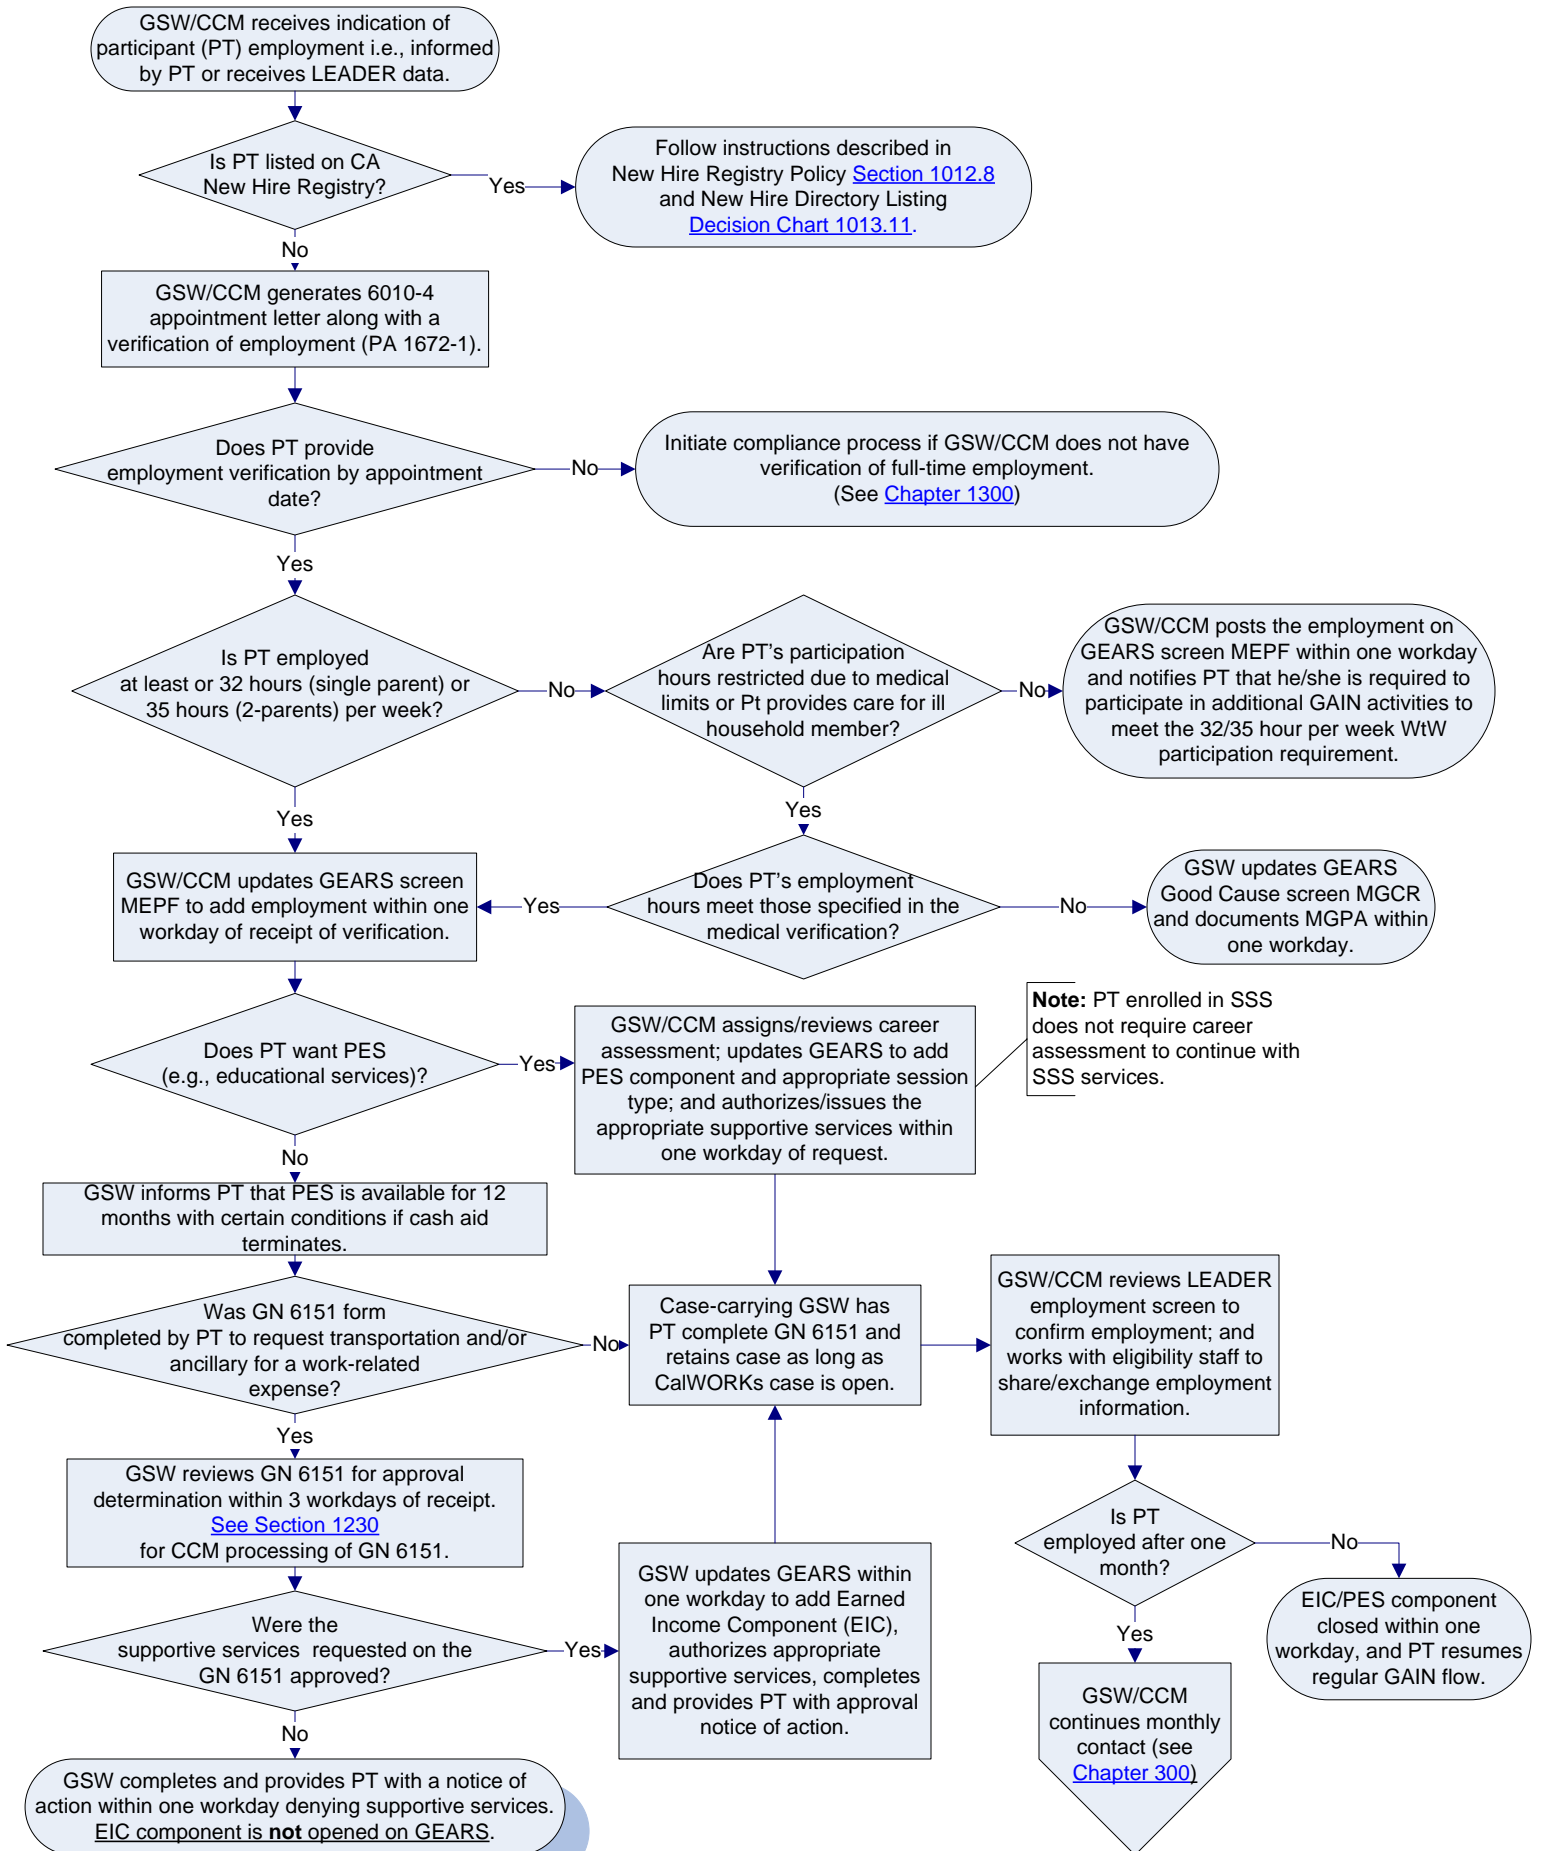 GSW/CCM receives indication of
participant (PT) employment i.e., informed
by PT or receives LEADER data.
Is PT listed on CA
New Hire Registry?
Yes
Follow instructions described in
New Hire Registry Policy Section 1012.8
and New Hire Directory Listing
Decision Chart 1013.11.
No
GSW/CCM generates 6010-4
appointment letter along with a
verification of employment (PA 1672-1).
Does PT provide
employment verification by appointment
date?
No
Initiate compliance process if GSW/CCM does not have
verification of full-time employment.
(See Chapter 1300)
Yes
Is PT employed
at least or 32 hours (single parent) or
35 hours (2-parents) per week?
No
Are PT's participation
hours restricted due to medical
limits or Pt provides care for ill
household member?
No
GSW/CCM posts the employment on
GEARS screen MEPF within one workday
and notifies PT that he/she is required to
participate in additional GAIN activities to
meet the 32/35 hour per week WtW
participation requirement.
Yes
Yes
GSW/CCM updates GEARS screen
MEPF to add employment within one
workday of receipt of verification.
Yes
Does PT's employment
hours meet those specified in the
medical verification?
No
GSW updates GEARS
Good Cause screen MGCR
and documents MGPA within
one workday.
Does PT want PES
(e.g., educational services)?
Yes
GSW/CCM assigns/reviews career
assessment; updates GEARS to add
PES component and appropriate session
type; and authorizes/issues the
appropriate supportive services within
one workday of request.
Note: PT enrolled in SSS
does not require career
assessment to continue with
SSS services.
No
GSW informs PT that PES is available for 12
months with certain conditions if cash aid
terminates.
Was GN 6151 form
completed by PT to request transportation and/or
ancillary for a work-related
expense?
No
Case-carrying GSW has
PT complete GN 6151 and
retains case as long as
CalWORKs case is open.
GSW/CCM reviews LEADER
employment screen to
confirm employment; and
works with eligibility staff to
share/exchange employment
information.
Yes
GSW reviews GN 6151 for approval
determination within 3 workdays of receipt.
See Section 1230
for CCM processing of GN 6151.
Is PT
employed after one
month?
No
EIC/PES component
closed within one
workday, and PT resumes
regular GAIN flow.
Were the
supportive services requested on the
GN 6151 approved?
Yes
GSW updates GEARS within
one workday to add Earned
Income Component (EIC),
authorizes appropriate
supportive services, completes
and provides PT with approval
notice of action.
Yes
GSW/CCM
continues monthly
contact (see
Chapter 300)
No
GSW completes and provides PT with a notice of
action within one workday denying supportive services.
EIC component is not opened on GEARS.